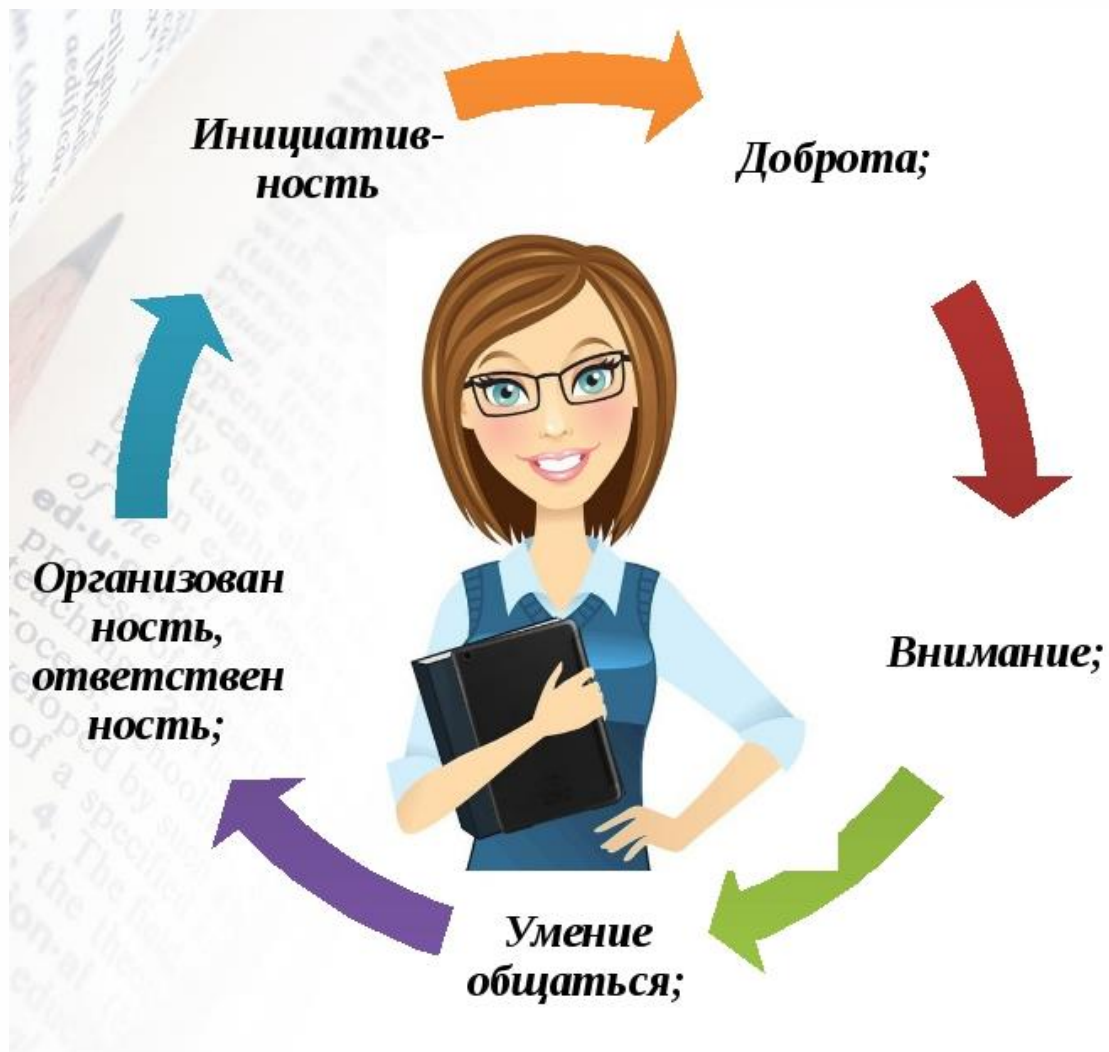 Инициатив-
ность
Доброта;
Внимание;
Умение
общаться;
Организован
ность,
ответствен
ность;